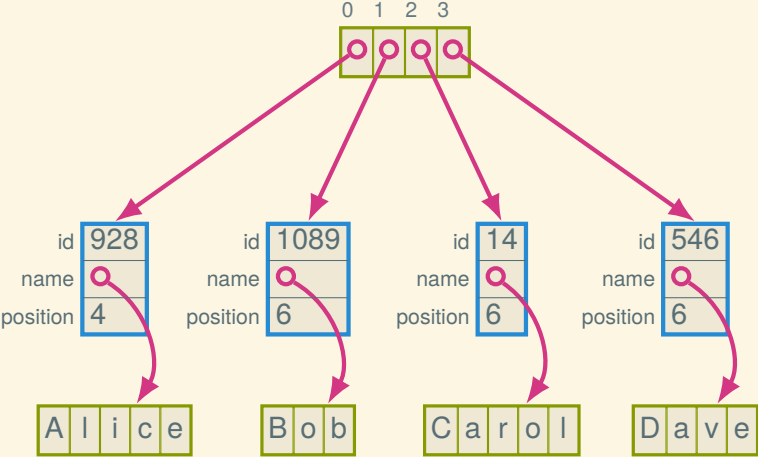 0 1 2 3
id 928 id 1089 id 14 id 546
name name name name
position 4 position 6 position 6 position 6
A l i c e B o b C a r o l D a v e